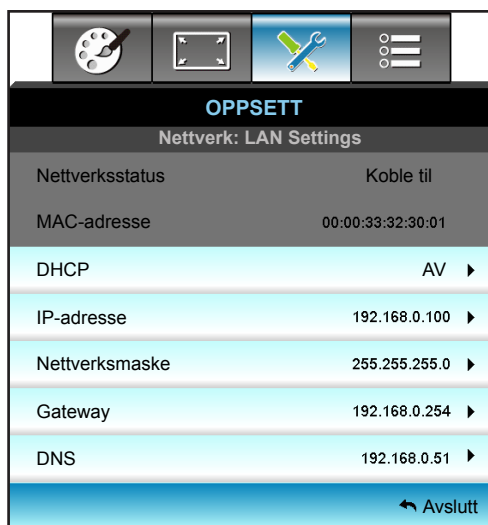 OPPSETT
Nettverk: LAN Settings
Nettverksstatus Koble til
MAC-adresse 00:00:33:32:30:01
DHCP AV
IP-adresse 192.168.0.100
Nettverksmaske 255.255.255.0
Gateway 192.168.0.254
DNS 192.168.0.51
Avslutt